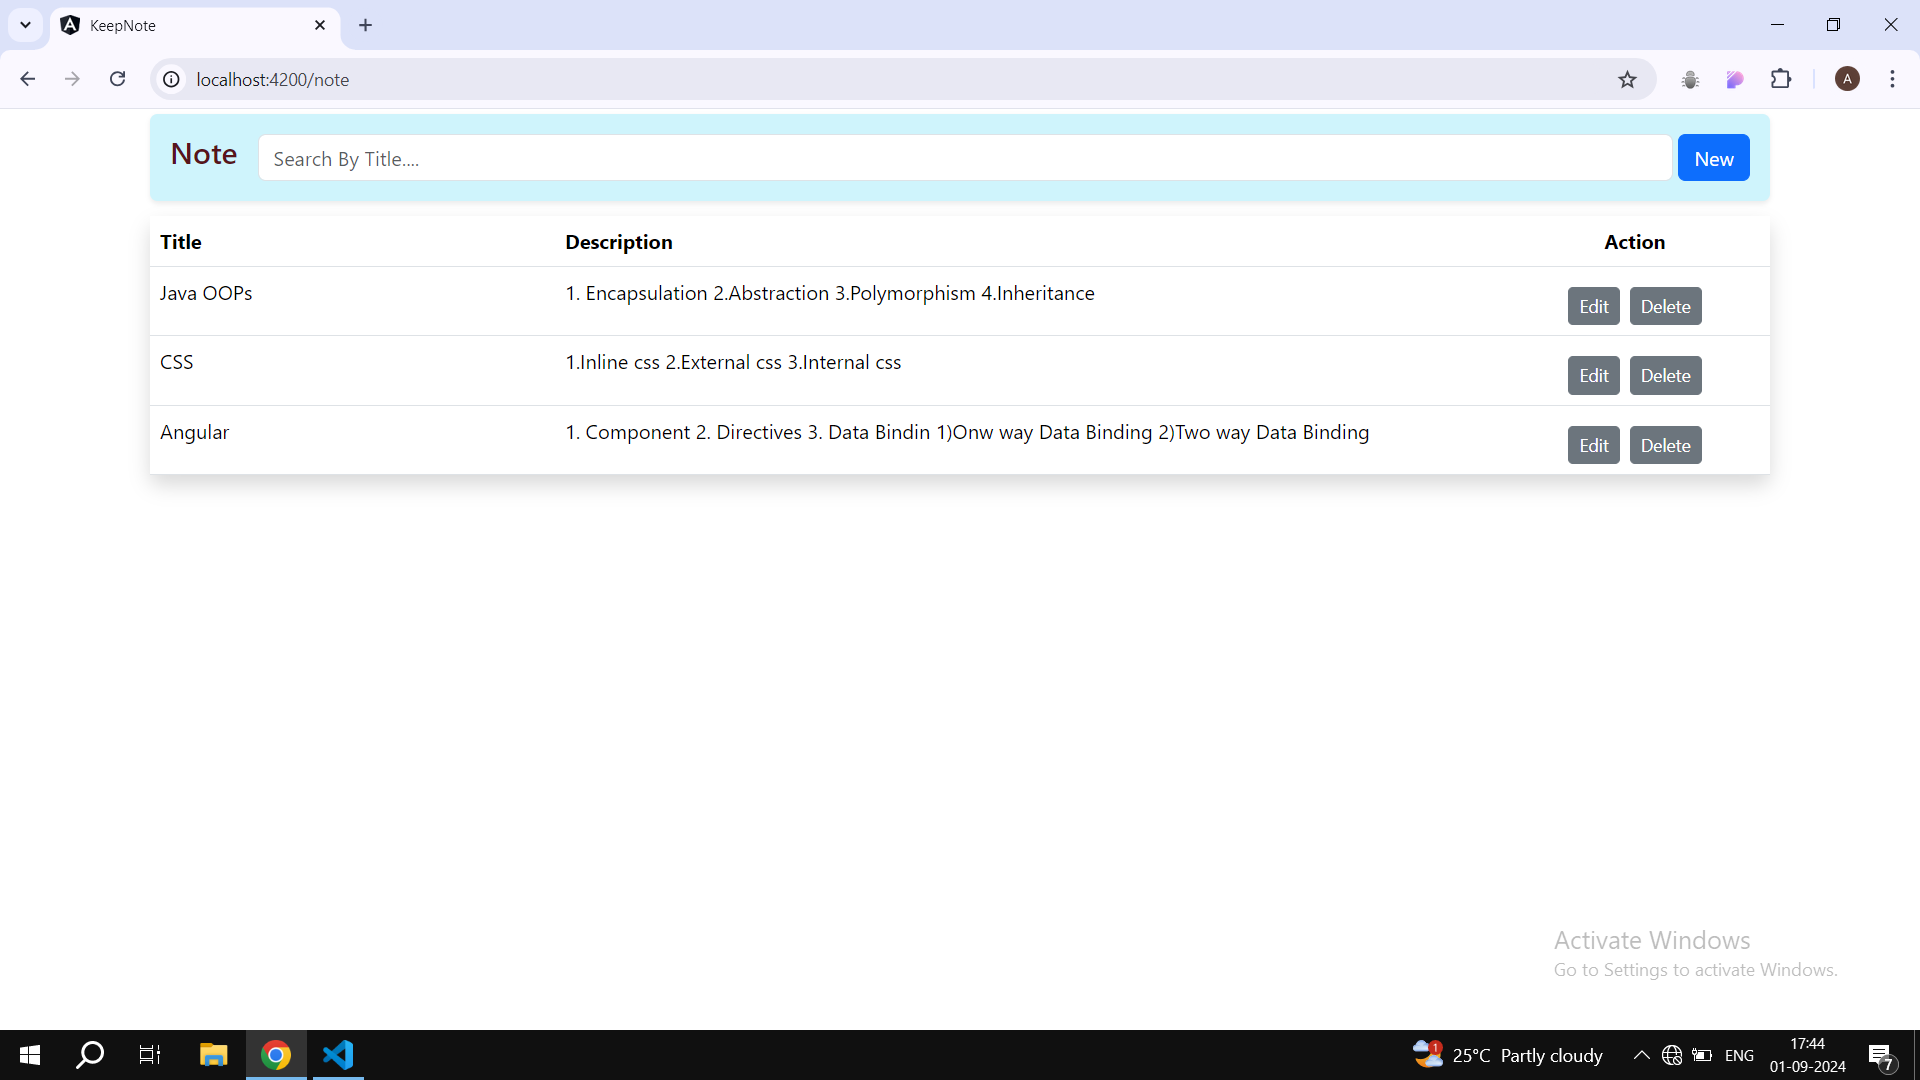 KeepNote
localhost:4200/note
A
Note Search By Title.... New
Title Description Action
Java OOPs 1. Encapsulation 2.Abstraction 3.Polymorphism 4.Inheritance Edit Delete
CSS 1.Inline css 2.External css 3.Internal css Edit Delete
Angular 1. Component 2. Directives 3. Data Bindin 1)Onw way Data Binding 2)Two way Data Binding Edit Delete
Activate Windows
Go to Settings to activate Windows.
1 25°C Partly cloudy ENG 17:44
01-09-2024 7